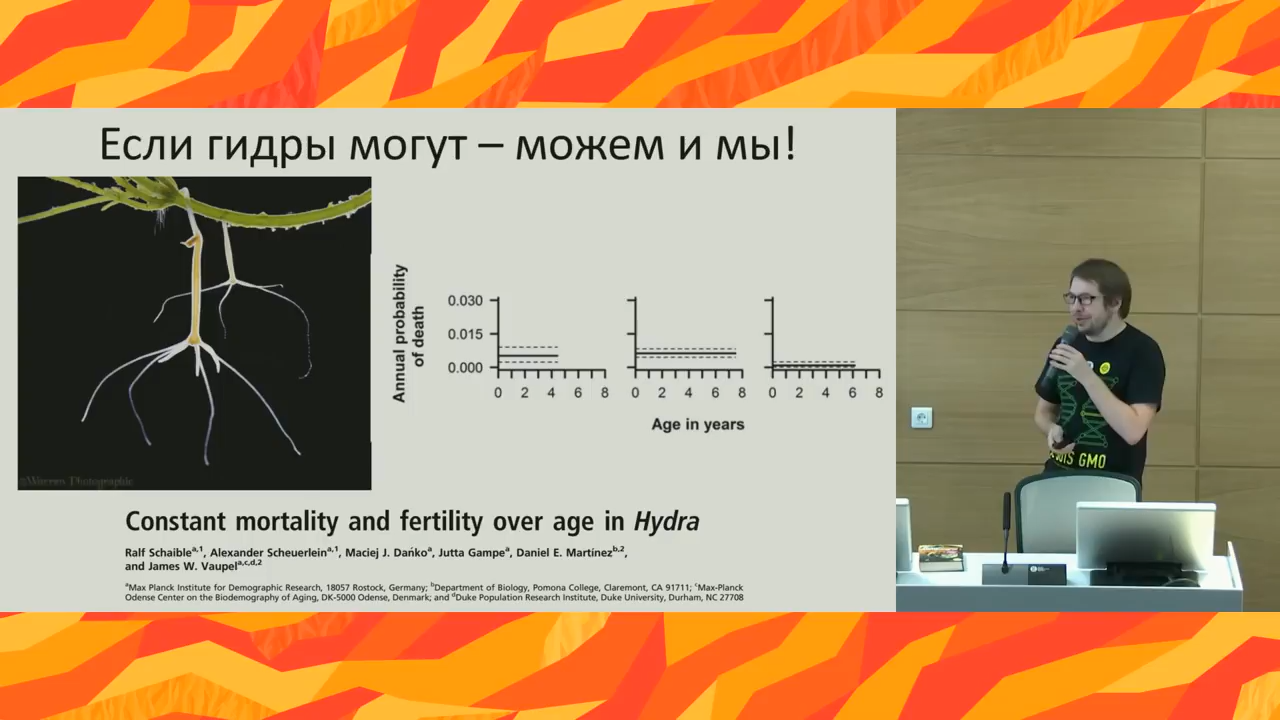 Если гидры могут – можем и мы!
©Warren Photographic
Annual probability
of death
0.030
0.015
0.000
0 2 4 6 8 0 2 4 6 8 0 2 4 6 8
Age in years
Constant mortality and fertility over age in Hydra
Ralf Schaible^a,1, Alexander Scheuerlein^a,1, Maciej J. Dańko^a, Jutta Gampe^a, Daniel E. Martínez^b,2,
and James W. Vaupel^a,c,d,2
^aMax Planck Institute for Demographic Research, 18057 Rostock, Germany; ^bDepartment of Biology, Pomona College, Claremont, CA 91711; ^cMax-Planck
Odense Center on the Biodemography of Aging, DK-5000 Odense, Denmark; and ^dDuke Population Research Institute, Duke University, Durham, NC 27708
GMO